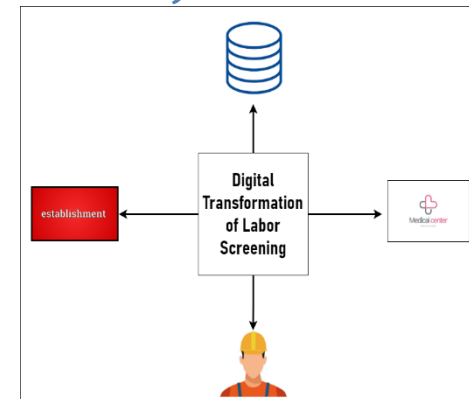 Digital
Transformation
of Labor
Screening
establishment
Medical center